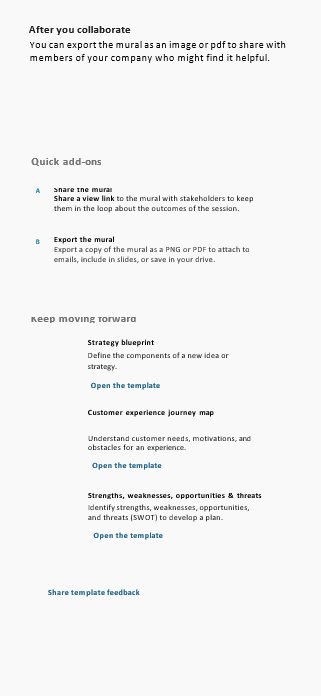 After you collaborate
You can export the mural as an image or pdf to share with
members of your company who might find it helpful.
Quick add-ons
A
Share the mural
Share a view link to the mural with stakeholders to keep
them in the loop about the outcomes of the session.
B
Export the mural
Export a copy of the mural as a PNG or PDF to attach to
emails, include in slides, or save in your drive.
Keep moving forward
Strategy blueprint
Define the components of a new idea or
strategy.
Open the template
Customer experience journey map
Understand customer needs, motivations, and
obstacles for an experience.
Open the template
Strengths, weaknesses, opportunities & threats
Identify strengths, weaknesses, opportunities,
and threats (SWOT) to develop a plan.
Open the template
Share template feedback